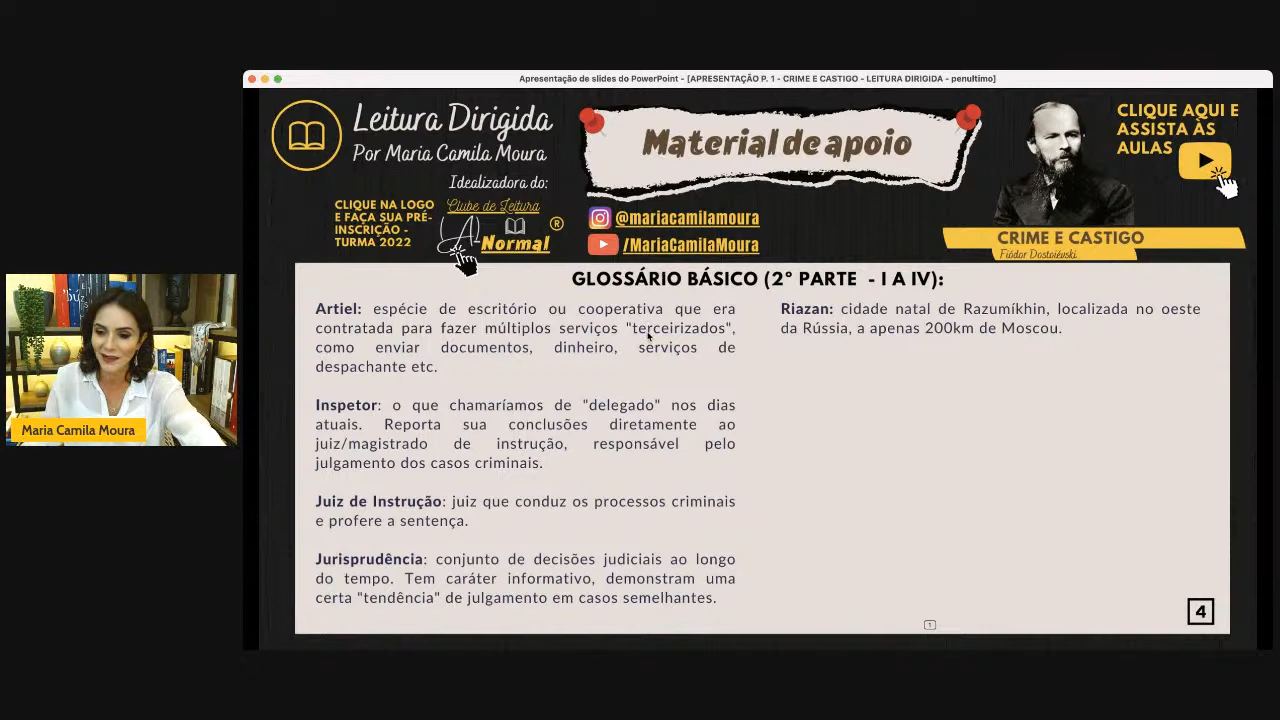 Apresentação de slides do PowerPoint - [APRESENTAÇÃO P. 1 - CRIME E CASTIGO - LEITURA DIRIGIDA - penultimo]
Leitura Dirigida
Por Maria Camila Moura
Idealizadora do:
CLIQUE NA LOGO
E FAÇA SUA PRÉ-
INSCRIÇÃO -
TURMA 2022
Clube de Leitura
A Normal ®
Material de apoio
@mariacamilamoura
/MariaCamilaMoura
CLIQUE AQUI E
ASSISTA ÀS
AULAS
CRIME E CASTIGO
Fiódor Dostoiévski
GLOSSÁRIO BÁSICO (2º PARTE - I A IV):
Artiel: espécie de escritório ou cooperativa que era
contratada para fazer múltiplos serviços "terceirizados",
como enviar documentos, dinheiro, serviços de
despachante etc.
Inspetor: o que chamaríamos de "delegado" nos dias
atuais. Reporta sua conclusões diretamente ao
juiz/magistrado de instrução, responsável pelo
julgamento dos casos criminais.
Juiz de Instrução: juiz que conduz os processos criminais
e profere a sentença.
Jurisprudência: conjunto de decisões judiciais ao longo
do tempo. Tem caráter informativo, demonstram uma
certa "tendência" de julgamento em casos semelhantes.
Riazan: cidade natal de Razumíkhin, localizada no oeste
da Rússia, a apenas 200km de Moscou.
4
1
Maria Camila Moura